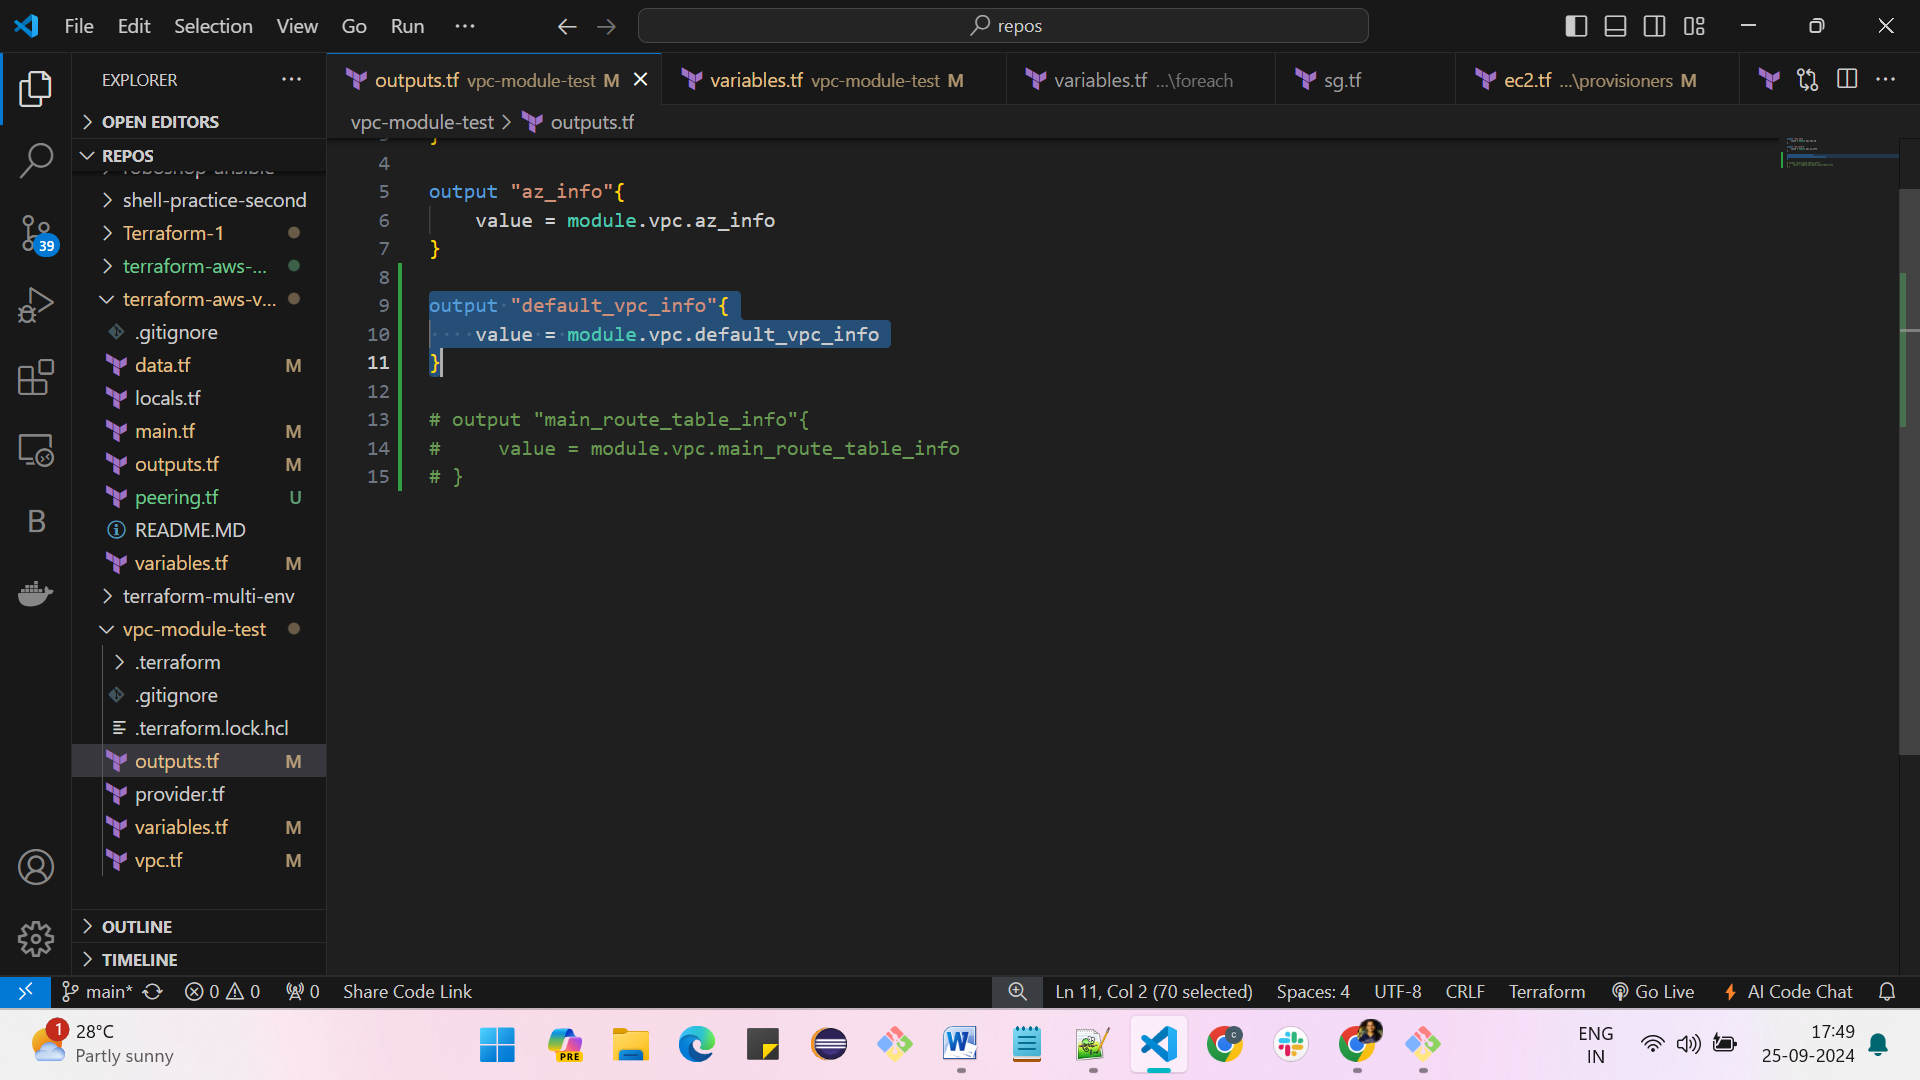 File Edit Selection View Go Run ···
repos
EXPLORER ···
OPEN EDITORS
REPOS
shell-practice-second
Terraform-1
terraform-aws-...
terraform-aws-v...
.gitignore
data.tf M
locals.tf
main.tf M
outputs.tf M
peering.tf U
README.MD
variables.tf M
terraform-multi-env
vpc-module-test
.terraform
.gitignore
.terraform.lock.hcl
outputs.tf M
provider.tf
variables.tf M
vpc.tf M
OUTLINE
TIMELINE
39
B
outputs.tf vpc-module-test M
variables.tf vpc-module-test M
variables.tf ...\foreach
sg.tf
ec2.tf ...\provisioners M
vpc-module-test > outputs.tf
4
5 output "az_info"{
6 value = module.vpc.az_info
7 }
8
9 output "default_vpc_info"{
10 value = module.vpc.default_vpc_info
11 }
12
13 # output "main_route_table_info"{
14 #     value = module.vpc.main_route_table_info
15 # }
main* 0 0 0 Share Code Link Ln 11, Col 2 (70 selected) Spaces: 4 UTF-8 CRLF Terraform Go Live AI Code Chat
1 28°C
Partly sunny
PRE
W
C
ENG
IN
17:49
25-09-2024